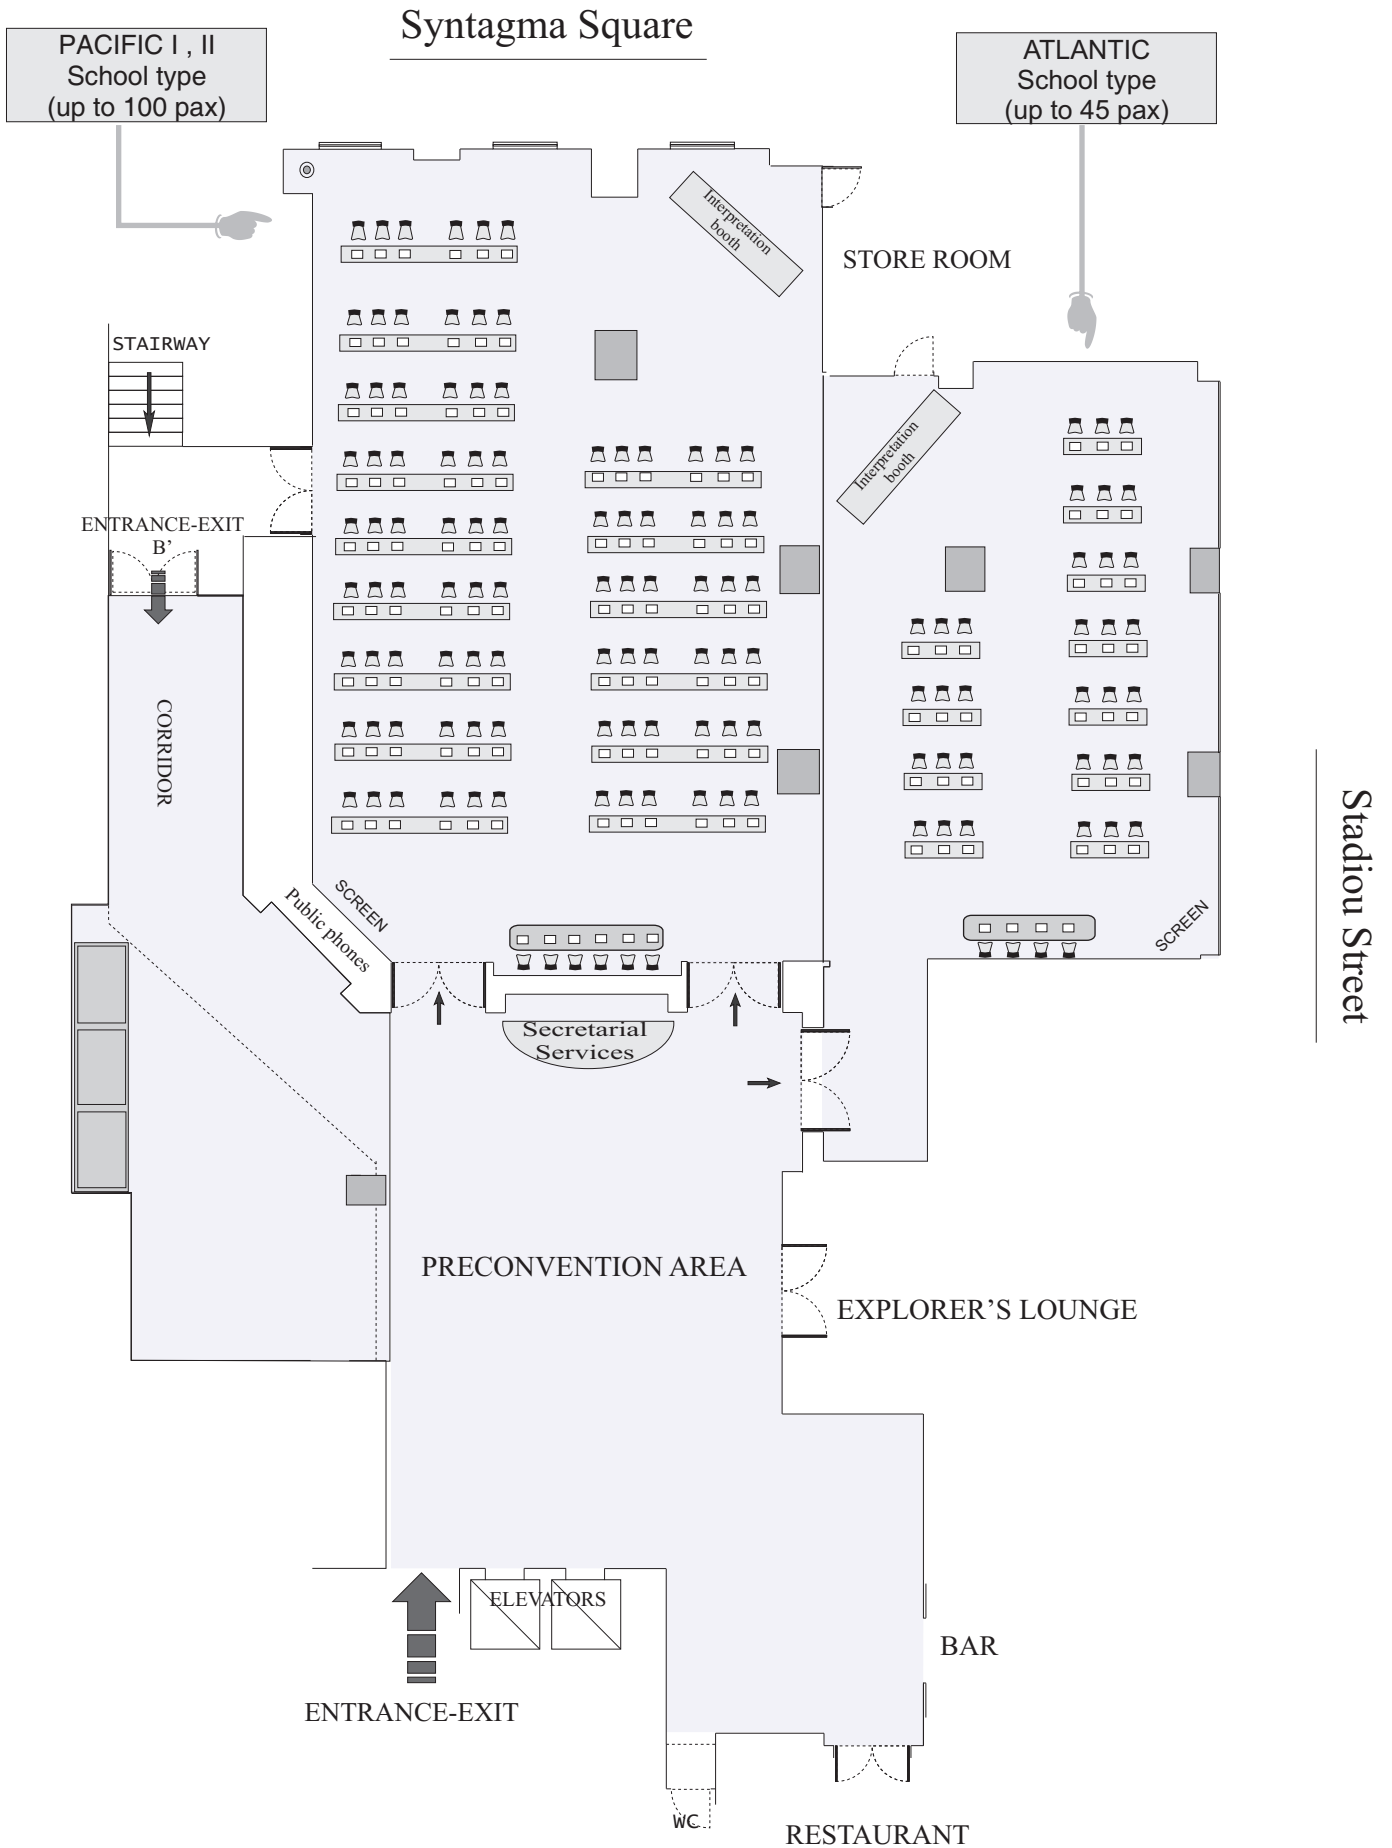 Syntagma Square
PACIFIC I , II
School type
(up to 100 pax)
ATLANTIC
School type
(up to 45 pax)
Interpretation
booth
STORE ROOM
STAIRWAY
Interpretation
booth
ENTRANCE-EXIT
B’
CORRIDOR
Stadiou Street
SCREEN
Public phones
SCREEN
Secretarial
Services
PRECONVENTION AREA
EXPLORER’S LOUNGE
ELEVATORS
BAR
ENTRANCE-EXIT
WC
RESTAURANT